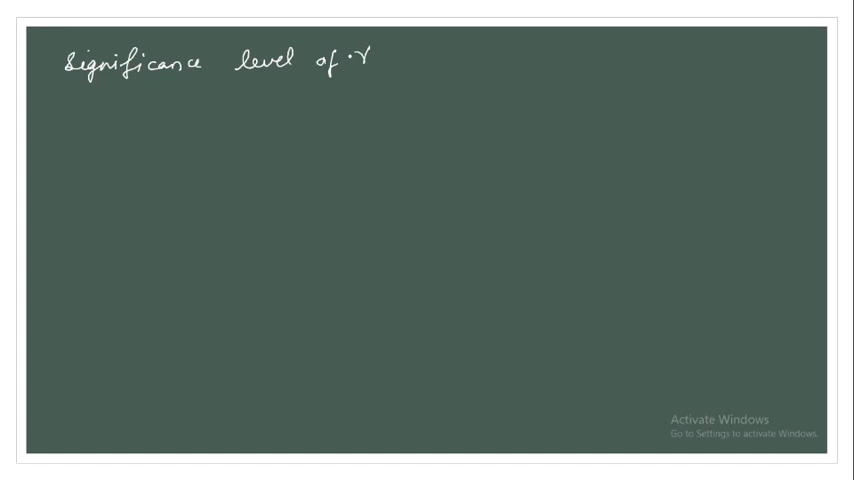 Significance level of r
Activate Windows
Go to Settings to activate Windows.